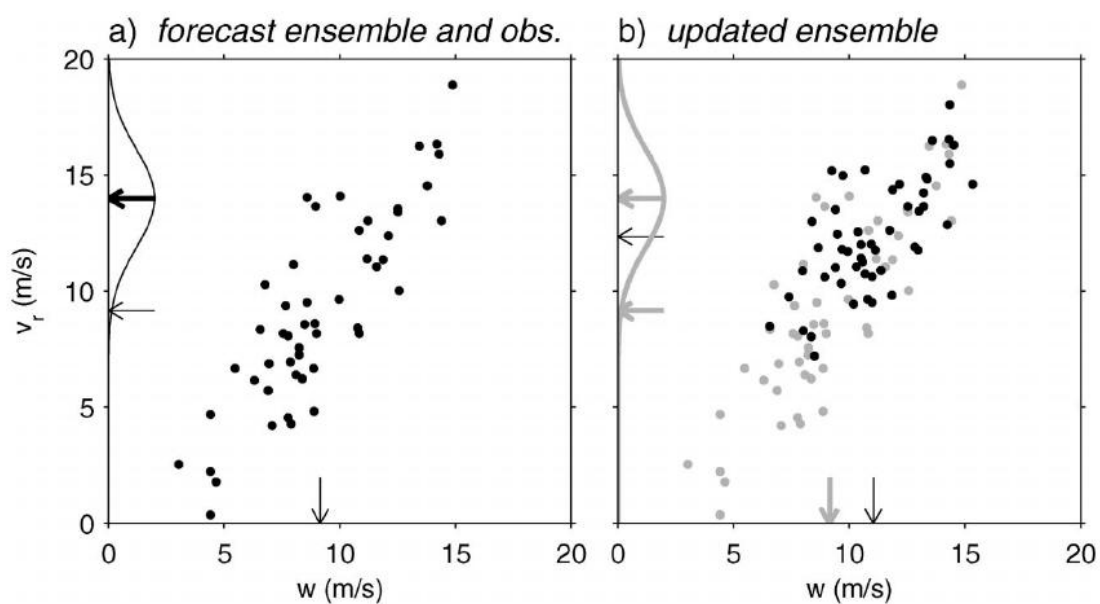 a) forecast ensemble and obs.
b) updated ensemble
20
15
10
5
0
v_r (m/s)
0 5 10 15 20
0 5 10 15 20
w (m/s)
w (m/s)